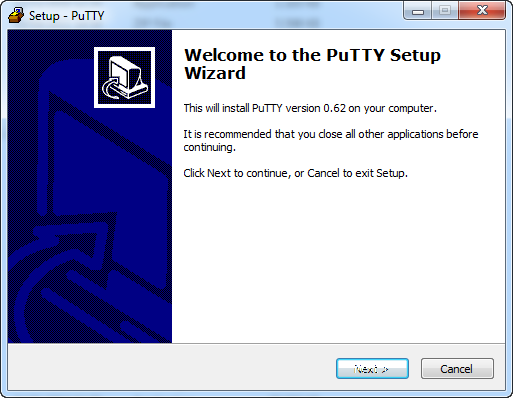 Setup - PuTTY
Welcome to the PuTTY Setup
Wizard
This will install PuTTY version 0.62 on your computer.
It is recommended that you close all other applications before
continuing.
Click Next to continue, or Cancel to exit Setup.
Next >
Cancel